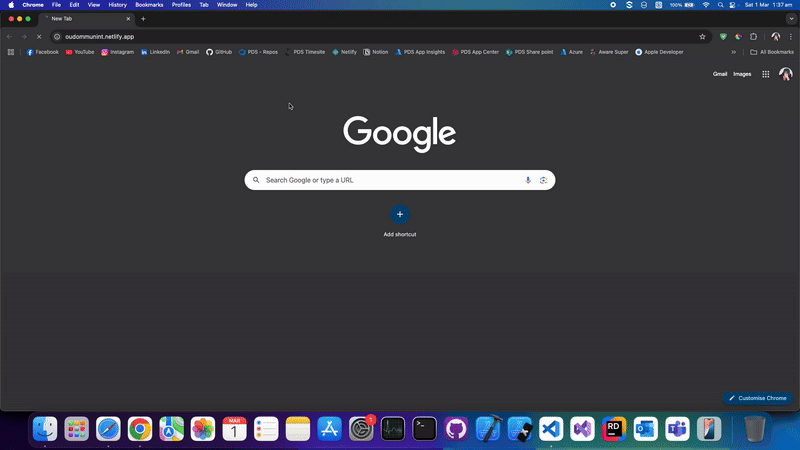 Chrome File Edit View History Bookmarks Profiles Tab Window Help 100% Sat 1 Mar 1:37 am
New Tab
oudommunint.netlify.app
Facebook YouTube Instagram LinkedIn Gmail GitHub PDS - Repos PDS Timesite Netlify Notion PDS App Insights PDS App Center PDS Share point Azure Aware Super Apple Developer » All Bookmarks
Gmail Images
Google
Search Google or type a URL
Add shortcut
Customise Chrome
MAR
1
1
RD